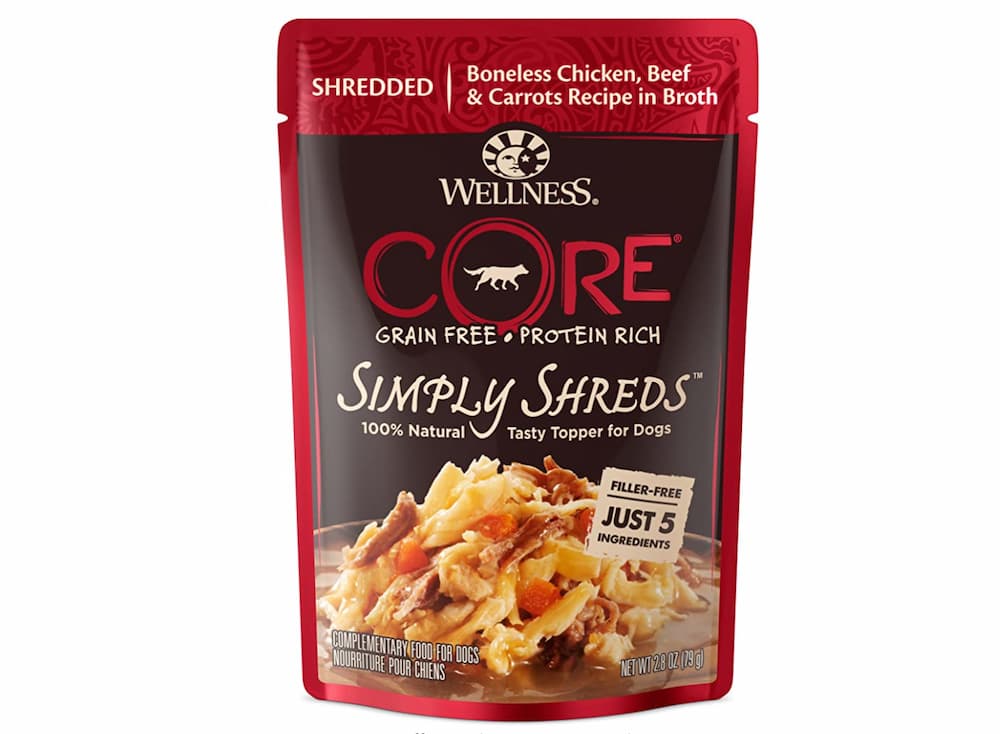 SHREDDED
Boneless Chicken, Beef
& Carrots Recipe in Broth
WELLNESS®
CORE®
GRAIN FREE • PROTEIN RICH
SIMPLY SHREDS™
100% Natural Tasty Topper for Dogs
FILLER-FREE
JUST 5
INGREDIENTS
COMPLEMENTARY FOOD FOR DOGS
NOURRITURE POUR CHIENS
NET WT 2.8 OZ (79 g)